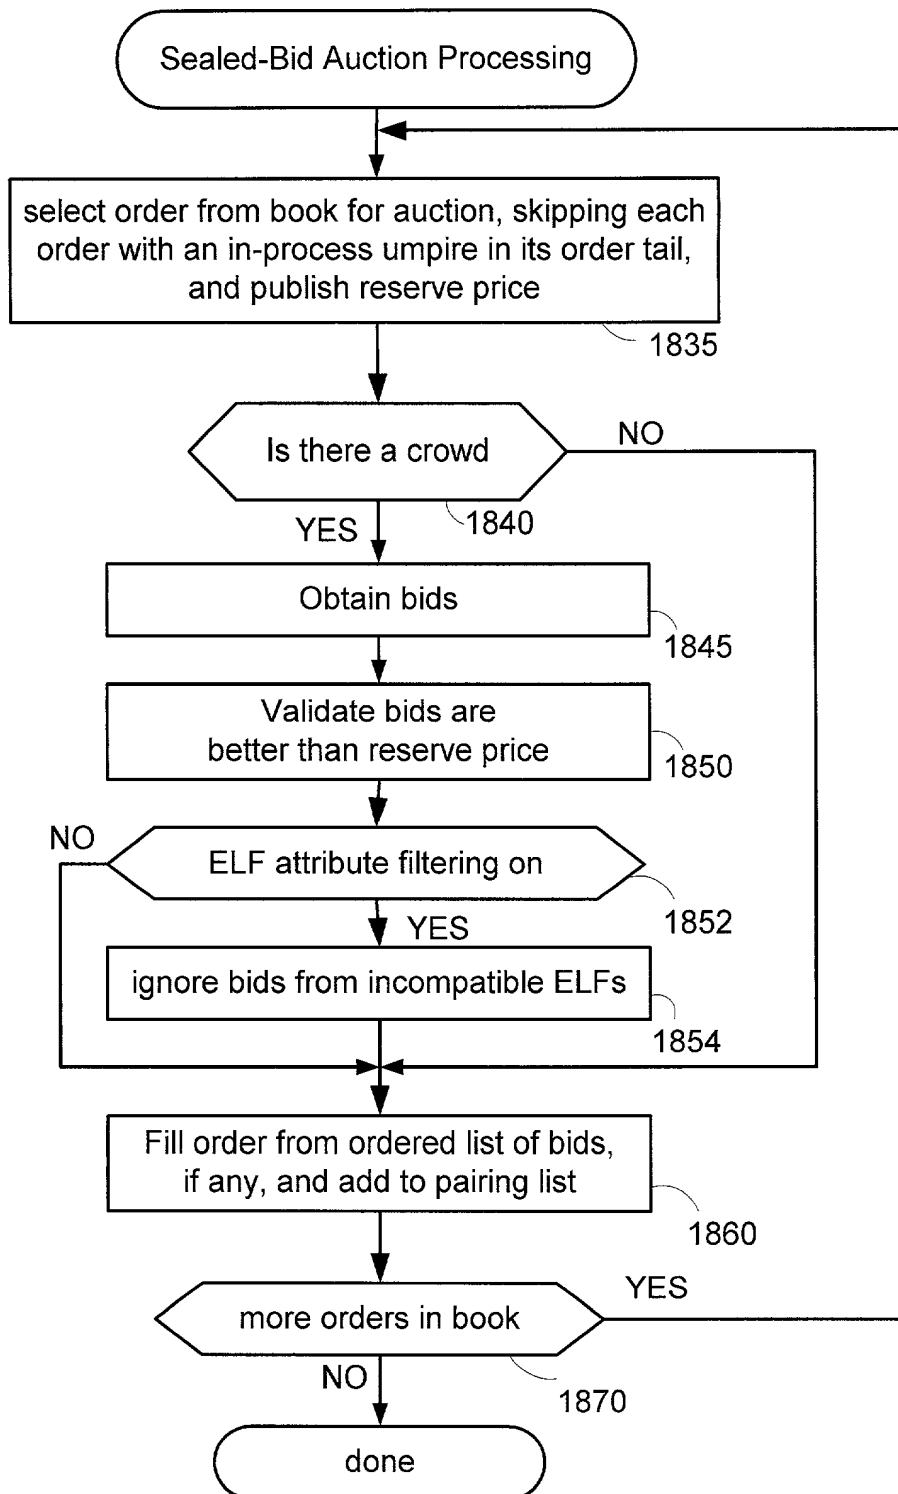 Sealed-Bid Auction Processing
select order from book for auction, skipping each
order with an in-process umpire in its order tail,
and publish reserve price
1835
Is there a crowd
NO
1840
YES
Obtain bids
1845
Validate bids are
better than reserve price
1850
NO
ELF attribute filtering on
1852
YES
ignore bids from incompatible ELFs
1854
Fill order from ordered list of bids,
if any, and add to pairing list
1860
YES
more orders in book
NO
1870
done